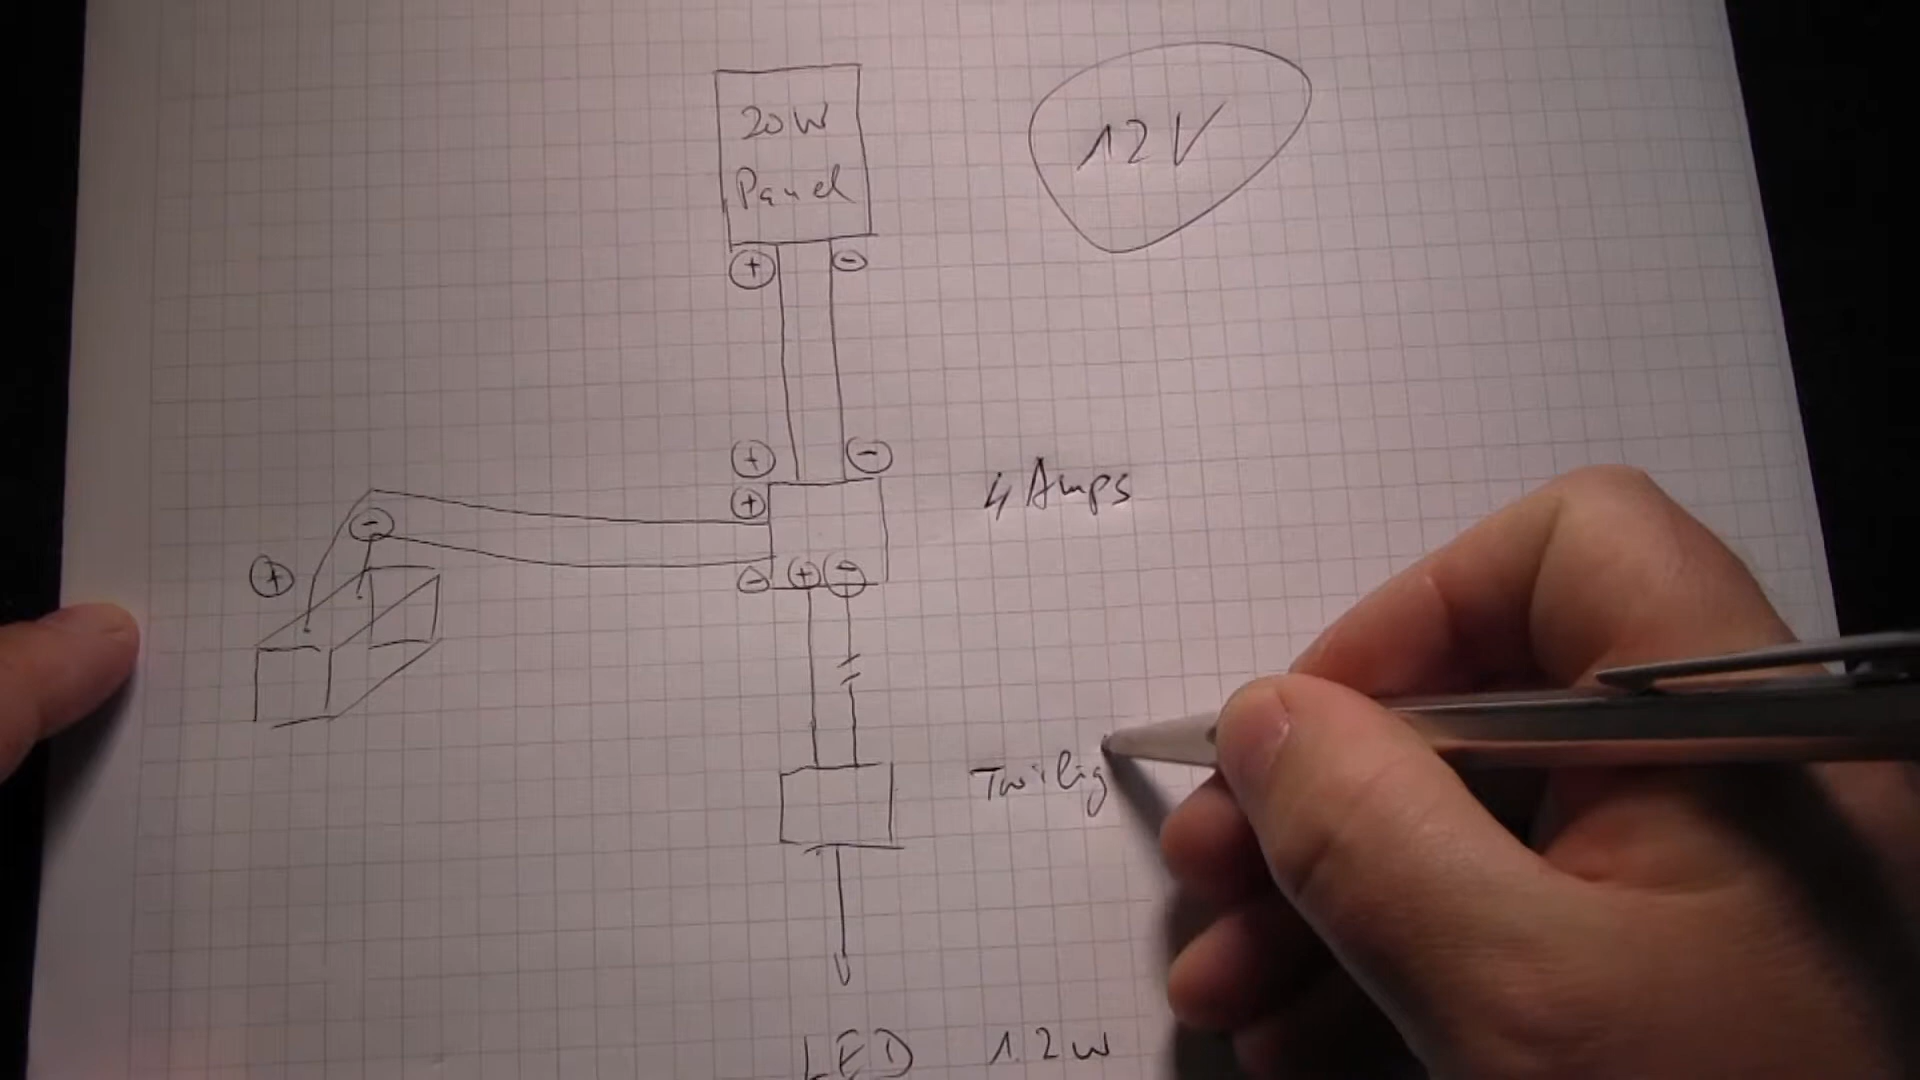 20W
Panel
12V
+ -
+ -
+
- + -
-
+
4 Amps
Twilig
LED 1.2W